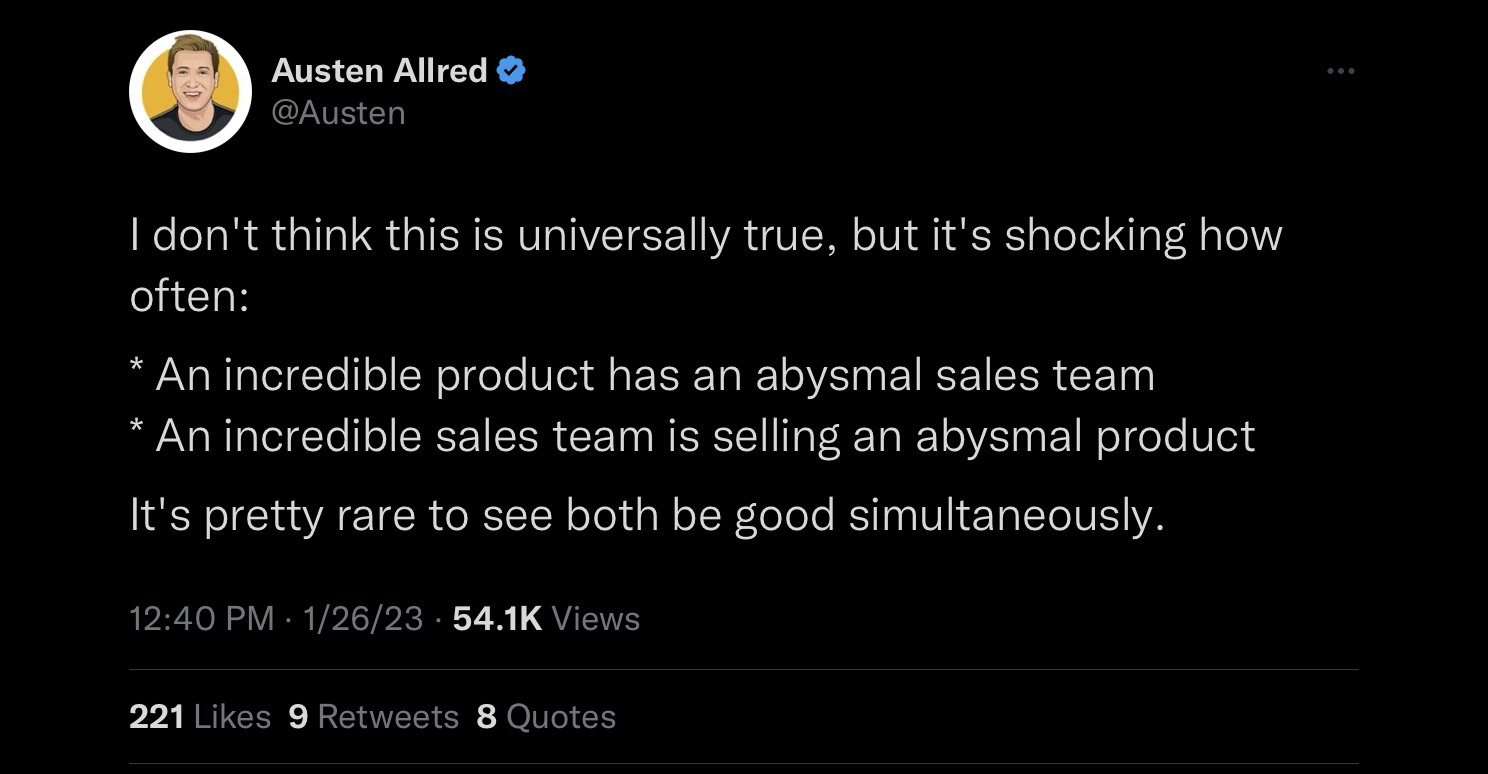 Austen Allred
@Austen
I don't think this is universally true, but it's shocking how
often:
* An incredible product has an abysmal sales team
* An incredible sales team is selling an abysmal product
It's pretty rare to see both be good simultaneously.
12:40 PM · 1/26/23 · 54.1K Views
221 Likes 9 Retweets 8 Quotes